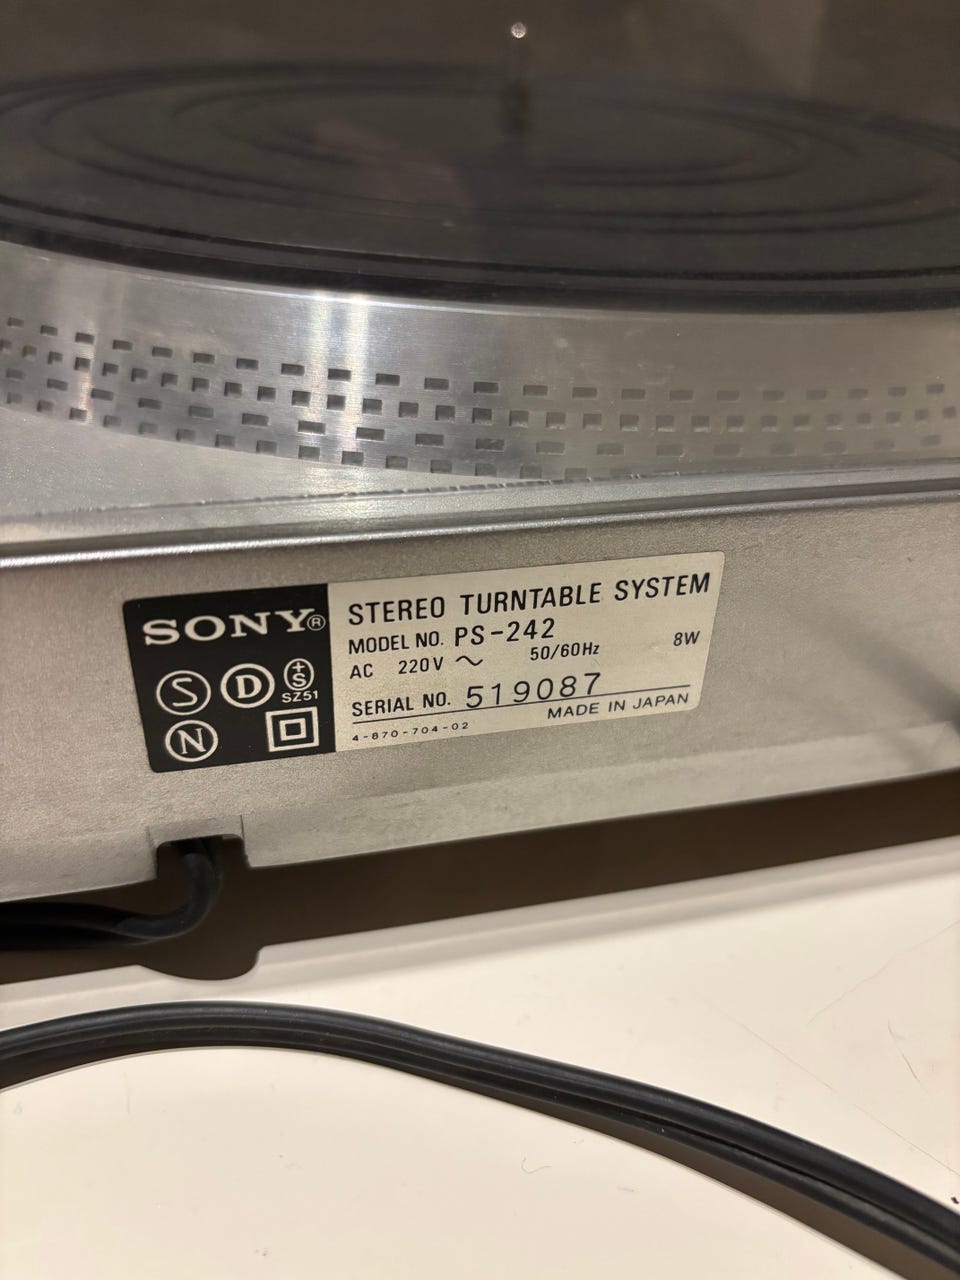 SONY®
S D +S
SZ51
N
STEREO TURNTABLE SYSTEM
MODEL NO. PS-242
AC 220V ~ 50/60Hz 8W
SERIAL NO. 519087
4-870-704-02 MADE IN JAPAN